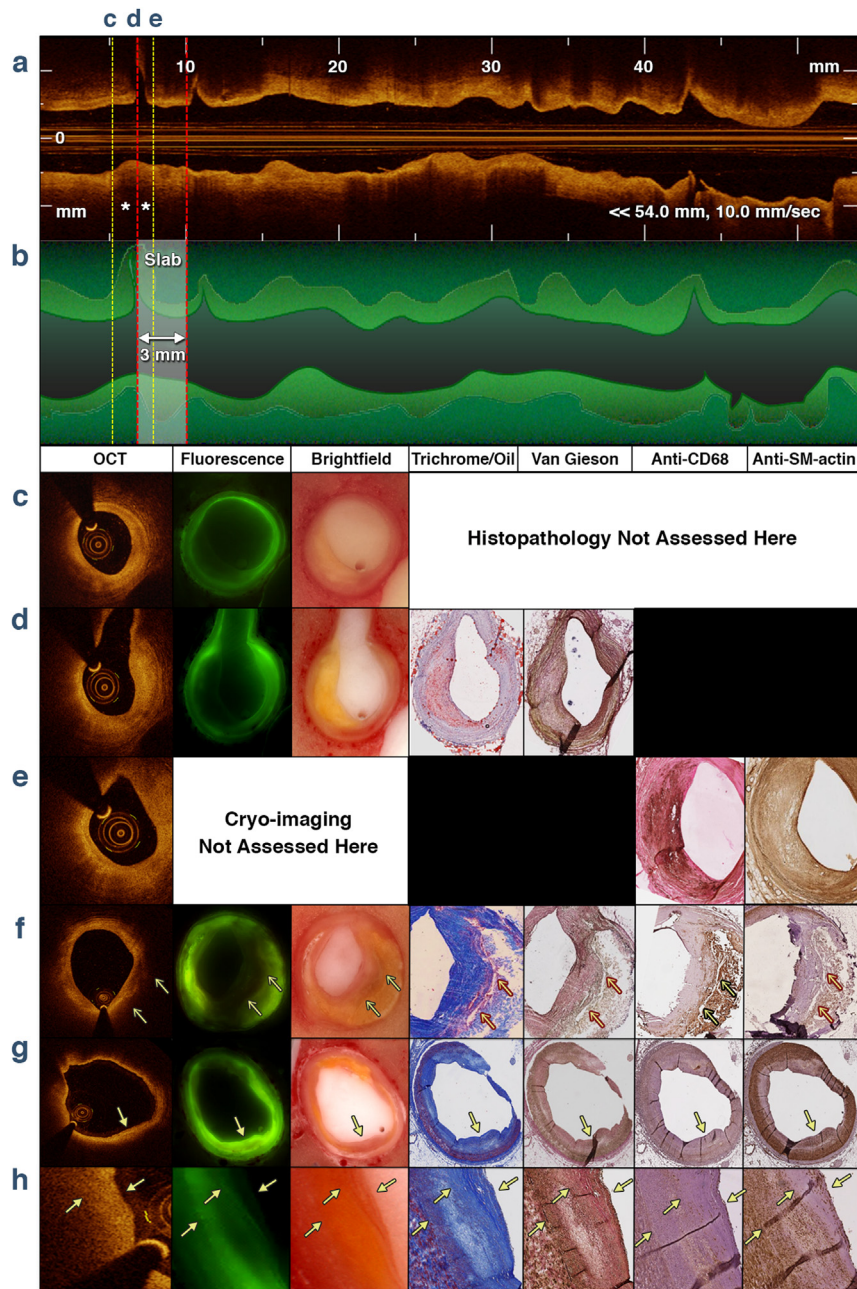 c d e
a
10 20 30 40 mm
0
mm
* *
<< 54.0 mm, 10.0 mm/sec
b
Slab
3 mm
OCT Fluorescence Brightfield Trichrome/Oil Van Gieson Anti-CD68 Anti-SM-actin
c
Histopathology Not Assessed Here
d
e
Cryo-imaging
Not Assessed Here
f
g
h